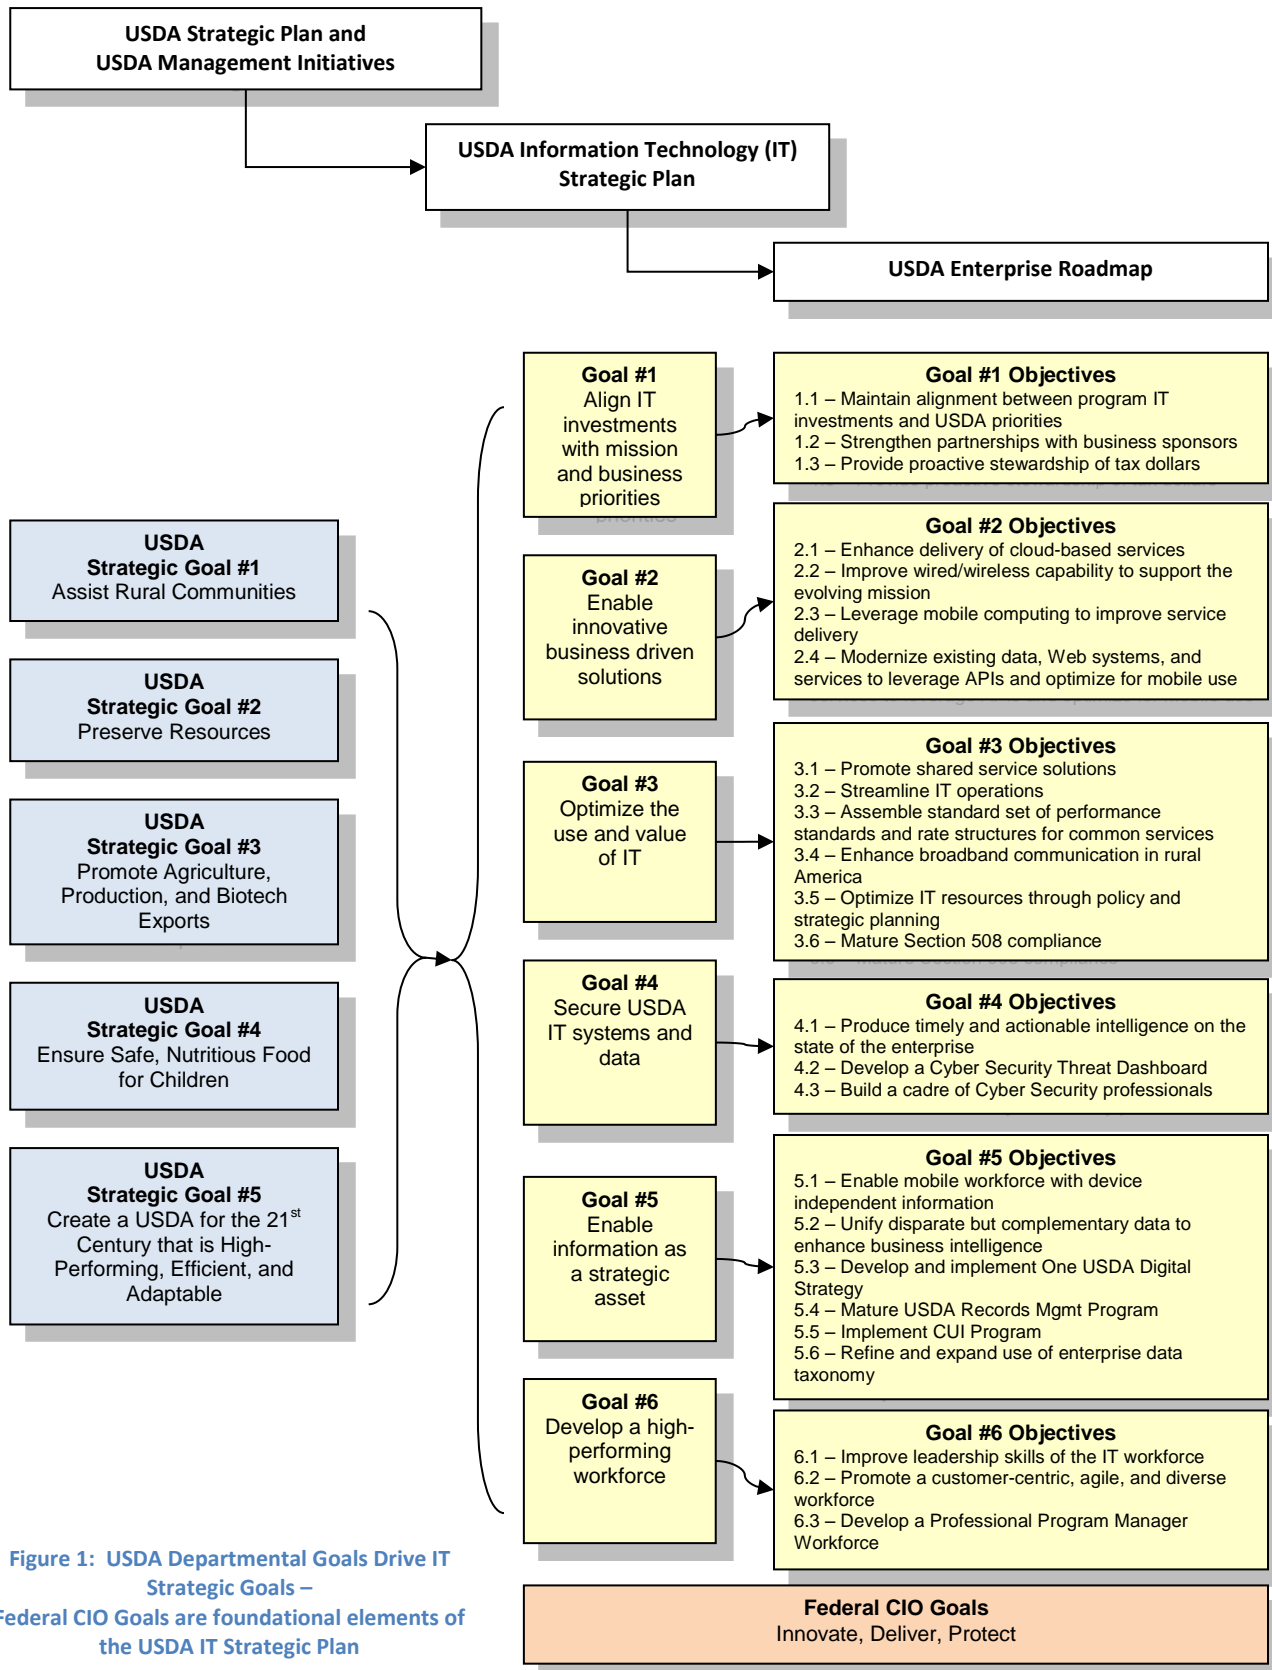 USDA Strategic Plan and
USDA Management Initiatives
USDA Information Technology (IT)
Strategic Plan
USDA Enterprise Roadmap
USDA
Strategic Goal #1
Assist Rural Communities
USDA
Strategic Goal #2
Preserve Resources
USDA
Strategic Goal #3
Promote Agriculture,
Production, and Biotech
Exports
USDA
Strategic Goal #4
Ensure Safe, Nutritious Food
for Children
USDA
Strategic Goal #5
Create a USDA for the 21st
Century that is High-
Performing, Efficient, and
Adaptable
Goal #1
Align IT
investments
with mission
and business
priorities
Goal #1 Objectives
1.1 – Maintain alignment between program IT
investments and USDA priorities
1.2 – Strengthen partnerships with business sponsors
1.3 – Provide proactive stewardship of tax dollars
Goal #2
Enable
innovative
business driven
solutions
Goal #2 Objectives
2.1 – Enhance delivery of cloud-based services
2.2 – Improve wired/wireless capability to support the
evolving mission
2.3 – Leverage mobile computing to improve service
delivery
2.4 – Modernize existing data, Web systems, and
services to leverage APIs and optimize for mobile use
Goal #3
Optimize the
use and value
of IT
Goal #3 Objectives
3.1 – Promote shared service solutions
3.2 – Streamline IT operations
3.3 – Assemble standard set of performance
standards and rate structures for common services
3.4 – Enhance broadband communication in rural
America
3.5 – Optimize IT resources through policy and
strategic planning
3.6 – Mature Section 508 compliance
Goal #4
Secure USDA
IT systems and
data
Goal #4 Objectives
4.1 – Produce timely and actionable intelligence on the
state of the enterprise
4.2 – Develop a Cyber Security Threat Dashboard
4.3 – Build a cadre of Cyber Security professionals
Goal #5
Enable
information as
a strategic
asset
Goal #5 Objectives
5.1 – Enable mobile workforce with device
independent information
5.2 – Unify disparate but complementary data to
enhance business intelligence
5.3 – Develop and implement One USDA Digital
Strategy
5.4 – Mature USDA Records Mgmt Program
5.5 – Implement CUI Program
5.6 – Refine and expand use of enterprise data
taxonomy
Goal #6
Develop a high-
performing
workforce
Goal #6 Objectives
6.1 – Improve leadership skills of the IT workforce
6.2 – Promote a customer-centric, agile, and diverse
workforce
6.3 – Develop a Professional Program Manager
Workforce
Federal CIO Goals
Innovate, Deliver, Protect
Figure 1:  USDA Departmental Goals Drive IT
Strategic Goals –
Federal CIO Goals are foundational elements of
the USDA IT Strategic Plan